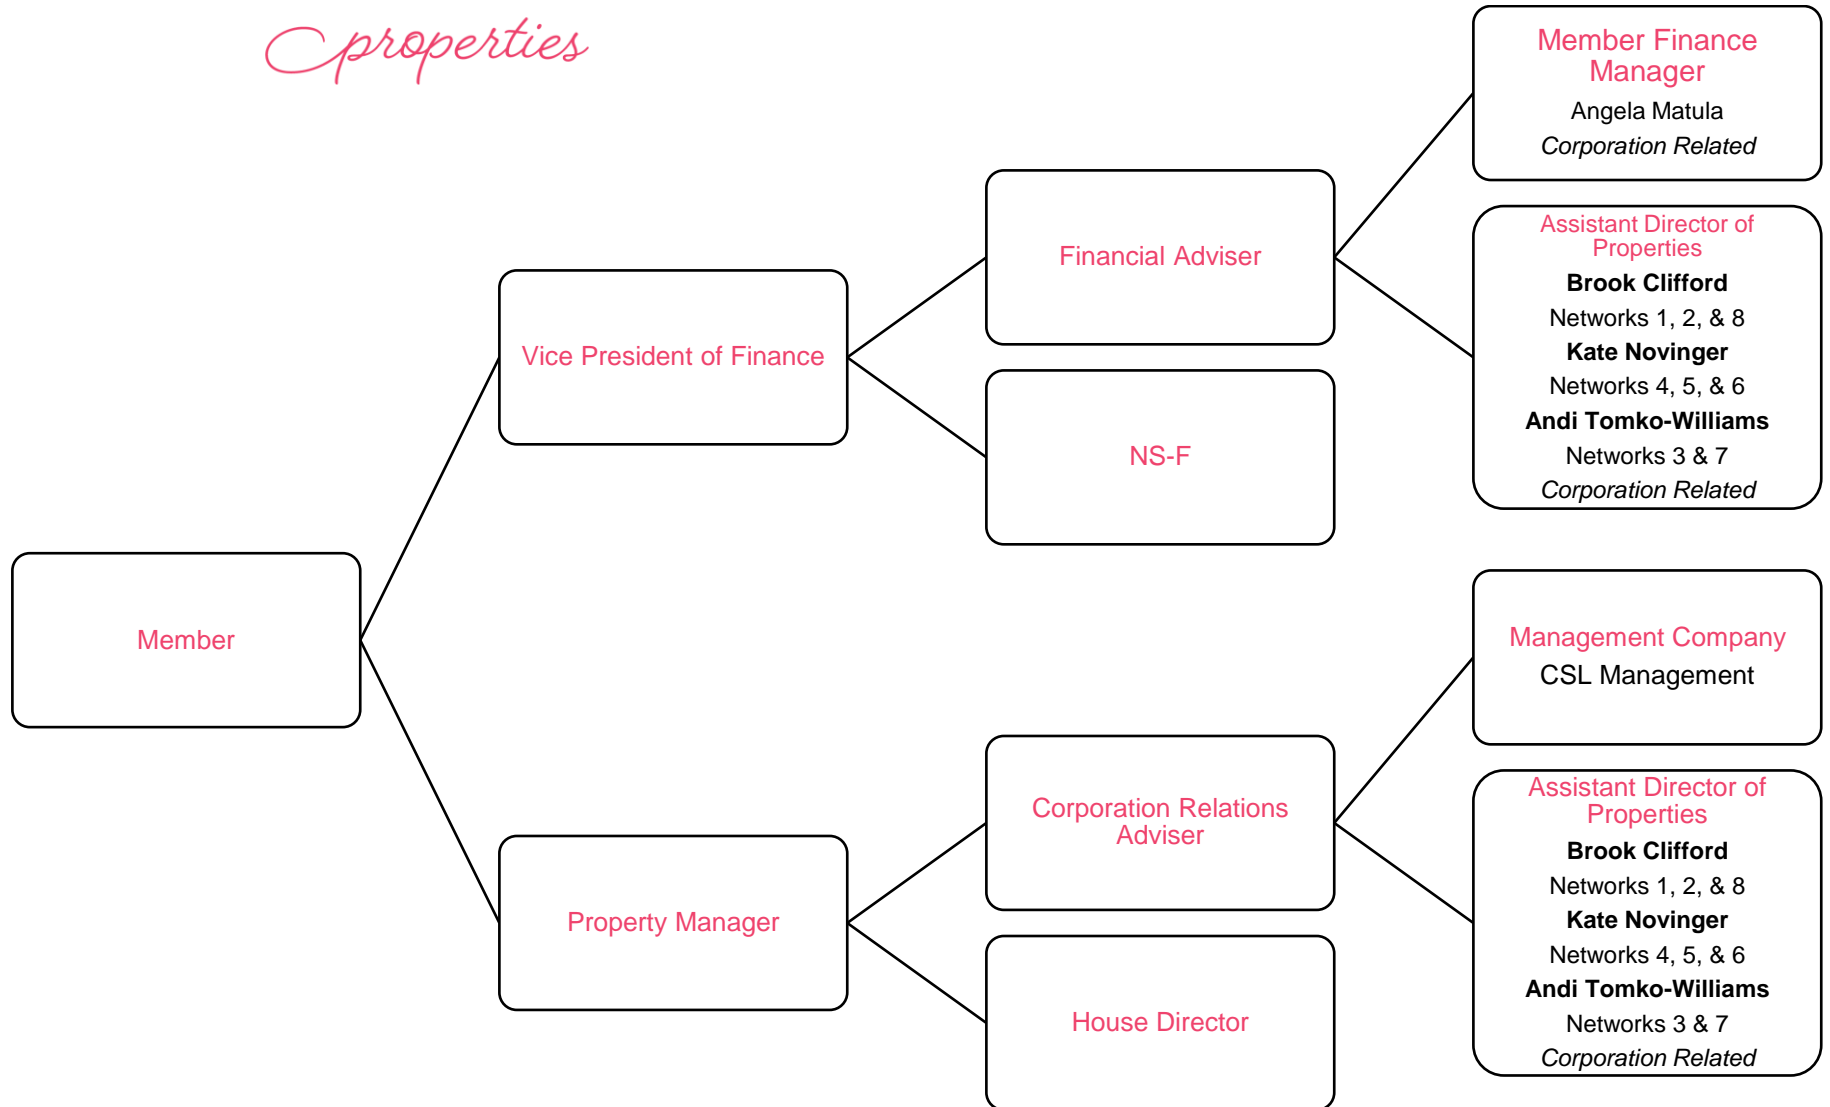 properties
Member
Vice President of Finance
Property Manager
Financial Adviser
NS-F
Corporation Relations
Adviser
House Director
Member Finance
Manager
Angela Matula
Corporation Related
Assistant Director of
Properties
Brook Clifford
Networks 1, 2, & 8
Kate Novinger
Networks 4, 5, & 6
Andi Tomko-Williams
Networks 3 & 7
Corporation Related
Management Company
CSL Management
Assistant Director of
Properties
Brook Clifford
Networks 1, 2, & 8
Kate Novinger
Networks 4, 5, & 6
Andi Tomko-Williams
Networks 3 & 7
Corporation Related